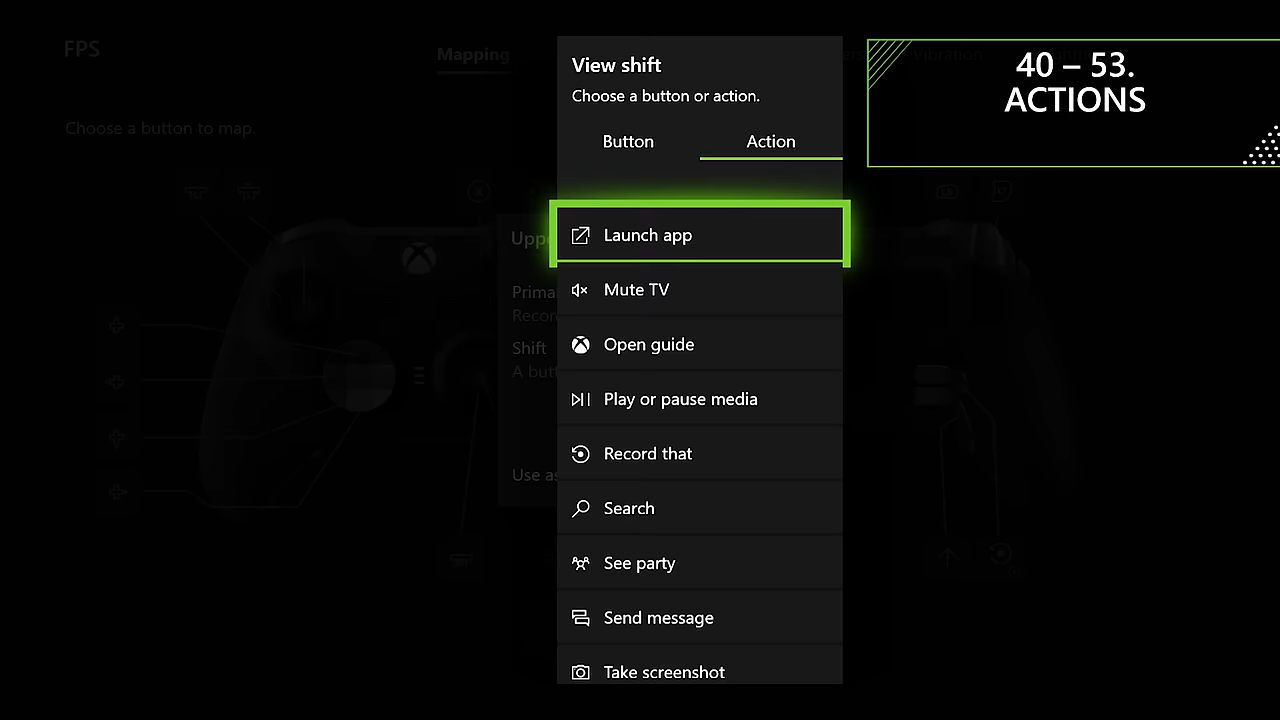 FPS
Mapping
Vibration
Choose a button to map.
View shift
Choose a button or action.
Button
Action
Launch app
Mute TV
Open guide
Play or pause media
Record that
Search
See party
Send message
Take screenshot
Shift
40 – 53.
ACTIONS